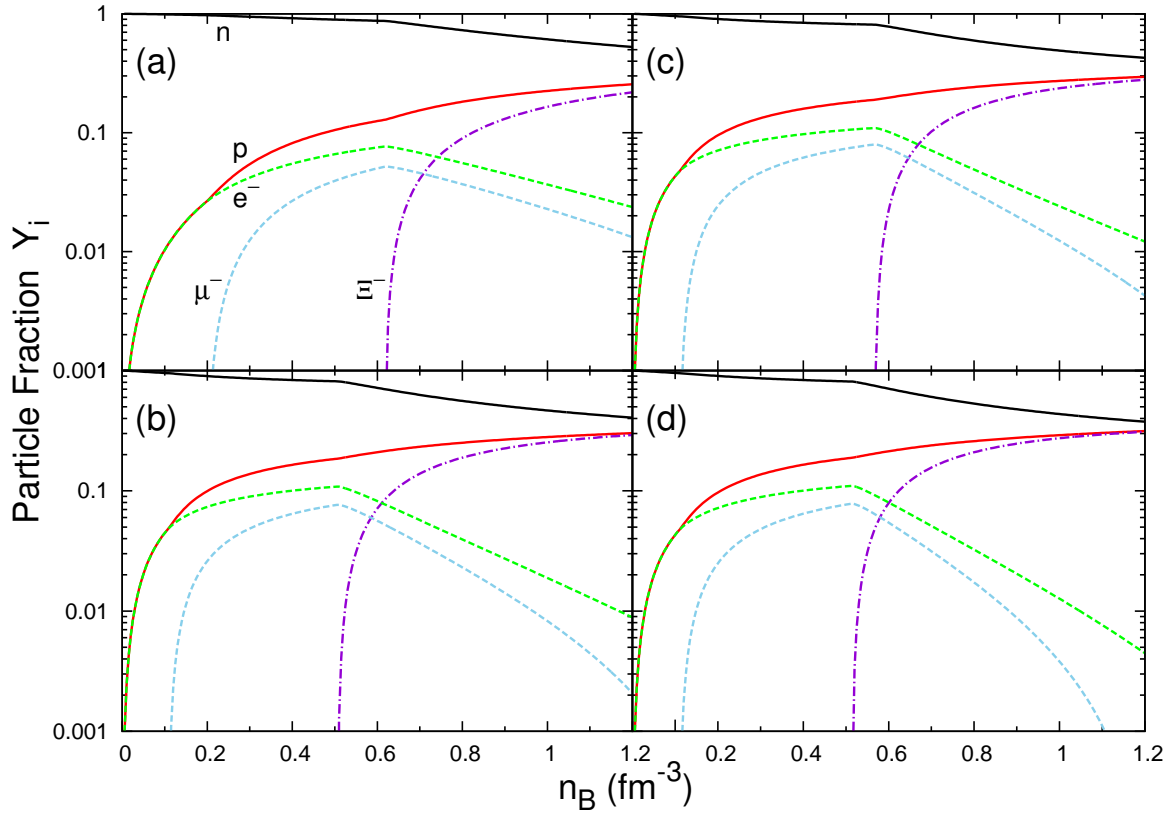 1
(a)
(c)
n
0.1
p
e⁻
0.01
μ⁻
Ξ⁻
0.001
(b)
(d)
0.1
0.01
0.001
0 0.2 0.4 0.6 0.8 1 1.2 0.2 0.4 0.6 0.8 1 1.2
Particle Fraction Y_i
n_B (fm⁻³)